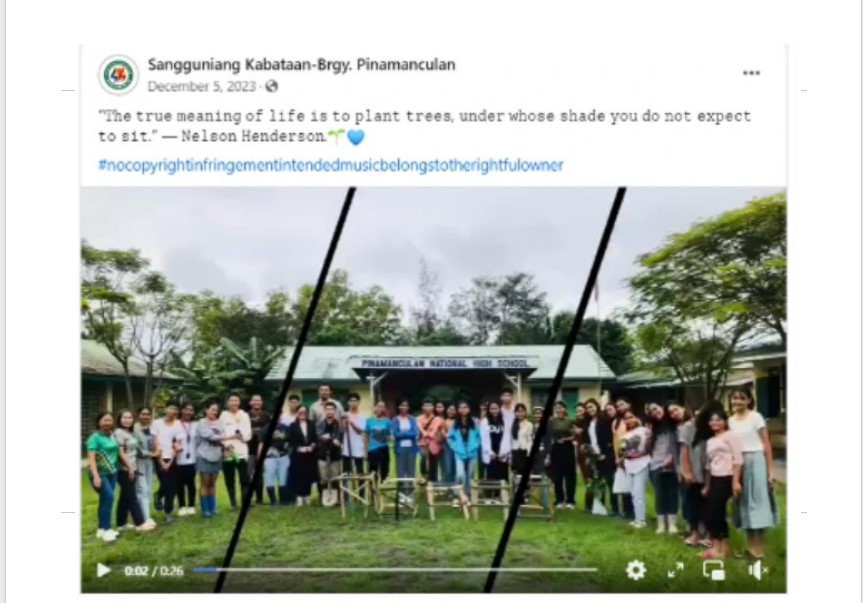 Sangguniang Kabataan-Brgy. Pinamanculan
December 5, 2023 ·
"The true meaning of life is to plant trees, under whose shade you do not expect
to sit." — Nelson Henderson.🌱💙
#nocopyrightinfringementintendedmusicbelongstotherightfulowner
PINAMANCULAN NATIONAL HIGH SCHOOL
0:02 / 0:26